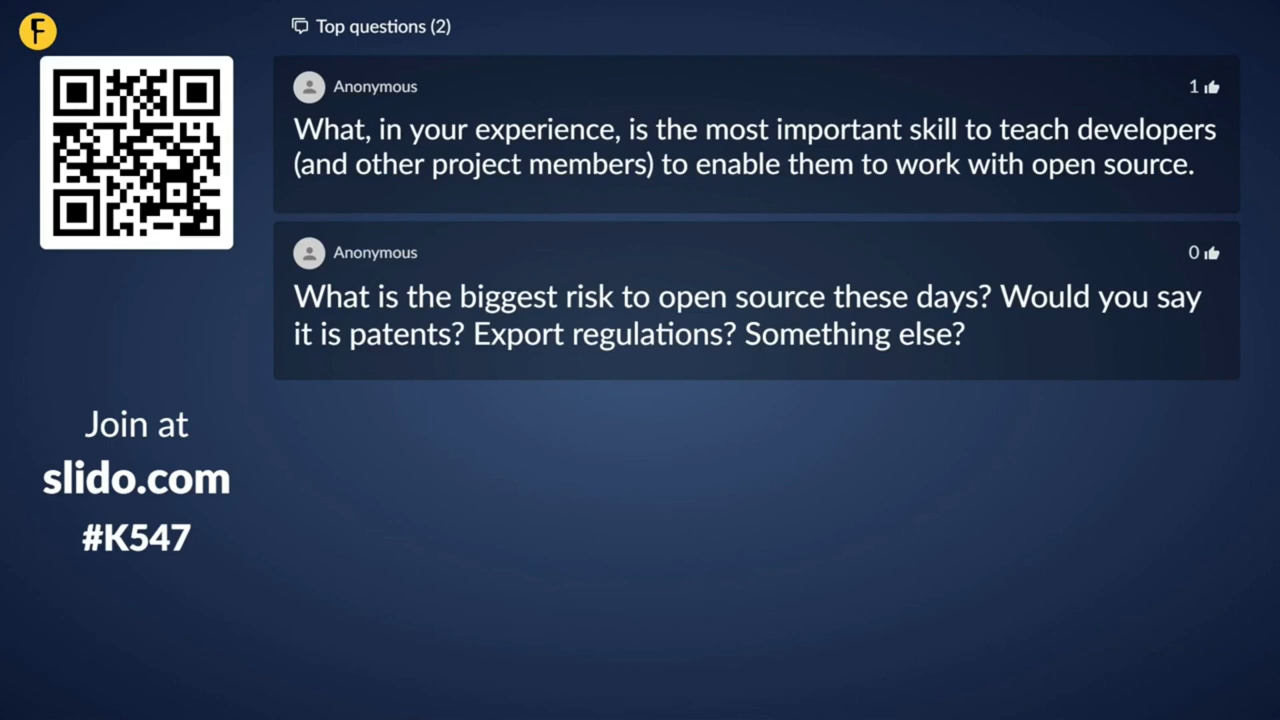 F
Top questions (2)
Anonymous
1
What, in your experience, is the most important skill to teach developers
(and other project members) to enable them to work with open source.
Anonymous
0
What is the biggest risk to open source these days? Would you say
it is patents? Export regulations? Something else?
Join at
slido.com
#K547